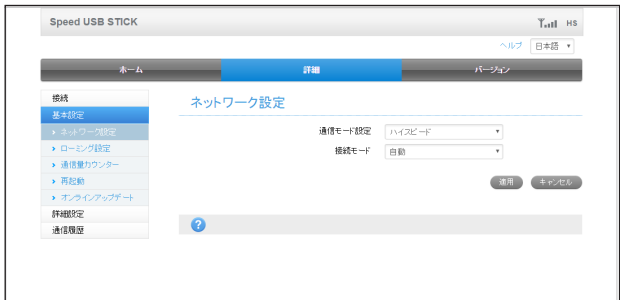 Speed USB STICK
HS
ヘルプ 日本語
ホーム 詳細 バージョン
接続
基本設定
ネットワーク設定
ローミング設定
通信量カウンター
再起動
オンラインアップデート
詳細設定
通信履歴
ネットワーク設定
通信モード設定 ハイスピード
接続モード 自動
適用 キャンセル
?